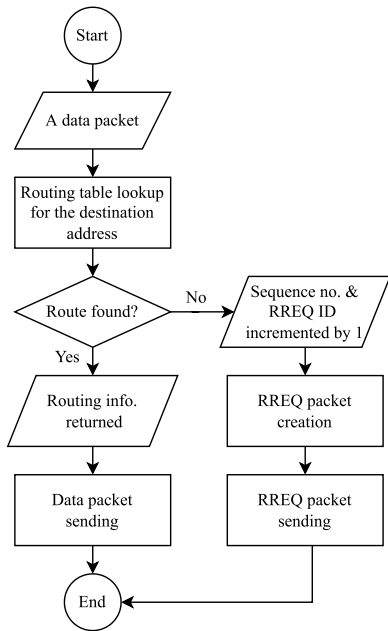 Start
A data packet
Routing table lookup
for the destination
address
Route found?
No
Yes
Sequence no. &
RREQ ID
incremented by 1
Routing info.
returned
RREQ packet
creation
Data packet
sending
RREQ packet
sending
End